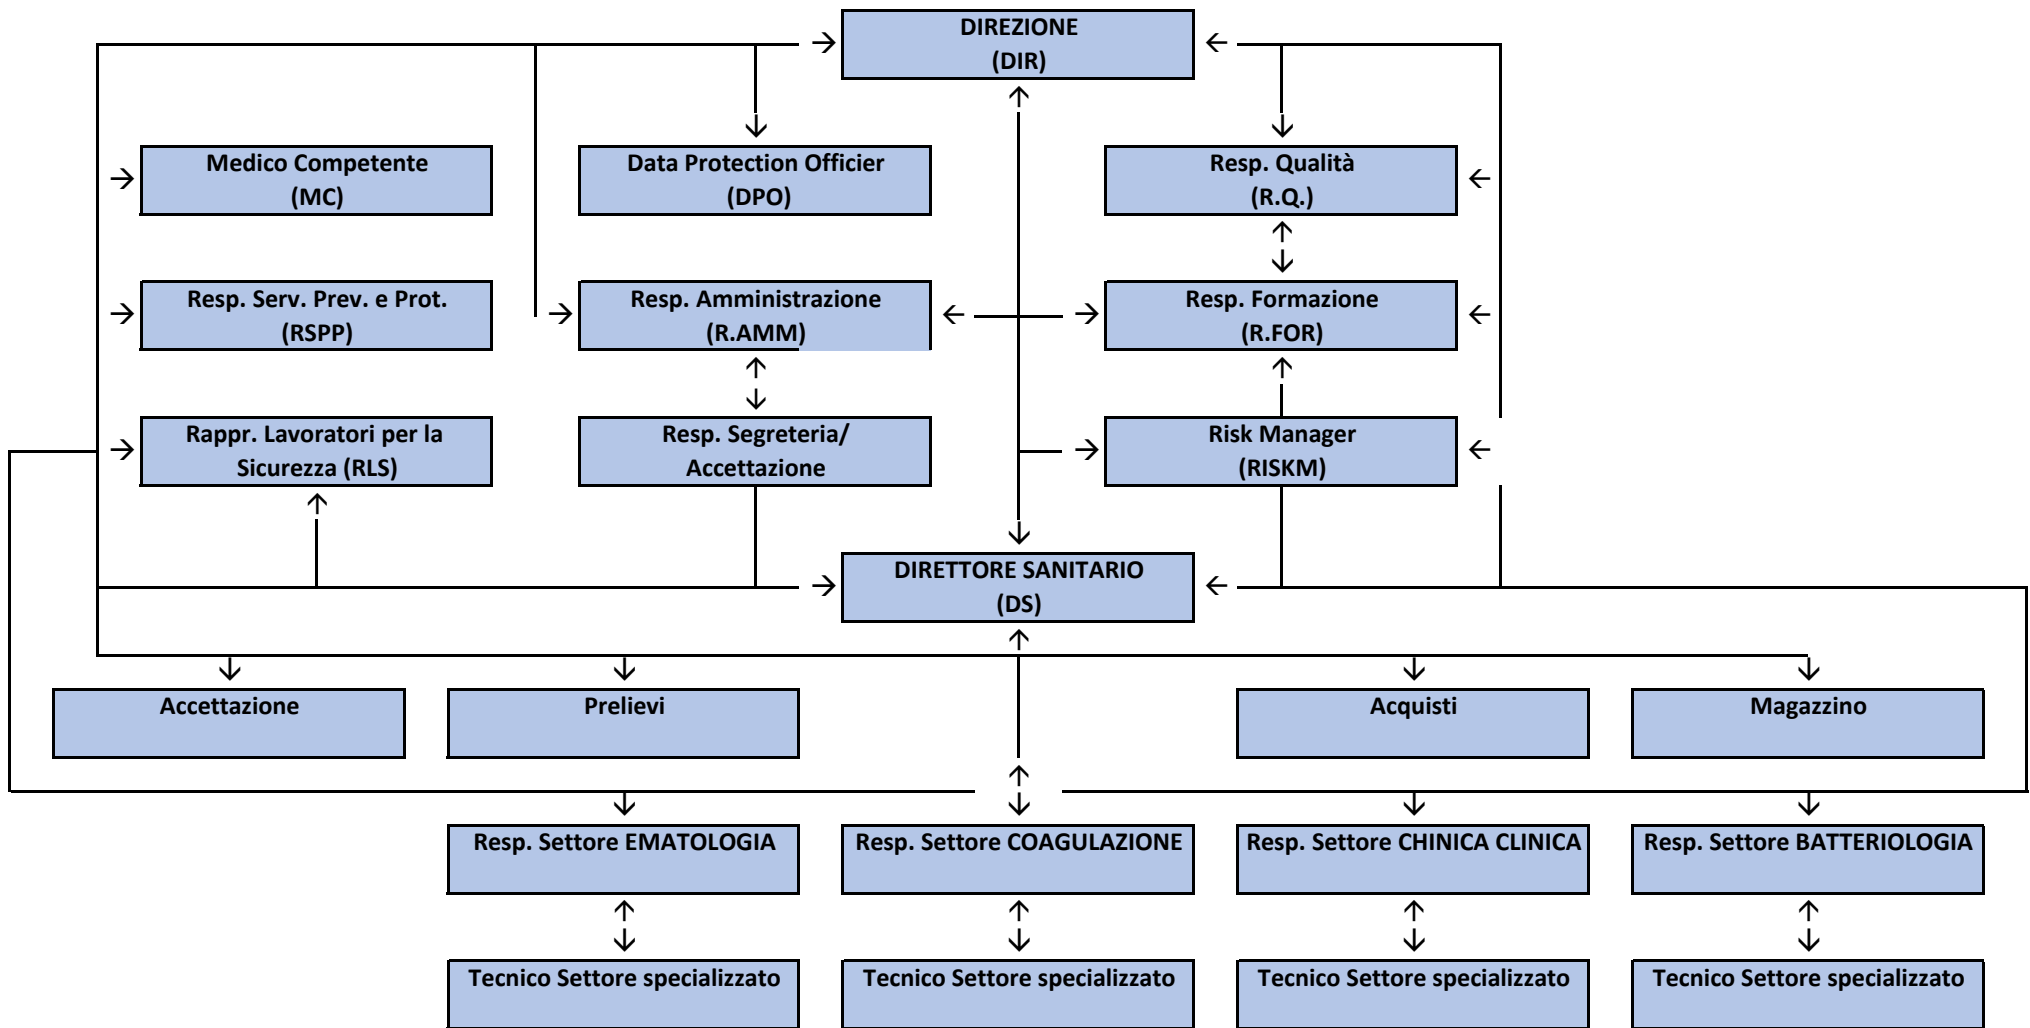 DIREZIONE
(DIR)
Medico Competente
(MC)
Data Protection Officier
(DPO)
Resp. Qualità
(R.Q.)
Resp. Serv. Prev. e Prot.
(RSPP)
Resp. Amministrazione
(R.AMM)
Resp. Formazione
(R.FOR)
Rappr. Lavoratori per la
Sicurezza (RLS)
Resp. Segreteria/
Accettazione
Risk Manager
(RISKM)
DIRETTORE SANITARIO
(DS)
Accettazione
Prelievi
Acquisti
Magazzino
Resp. Settore EMATOLOGIA
Resp. Settore COAGULAZIONE
Resp. Settore CHINICA CLINICA
Resp. Settore BATTERIOLOGIA
Tecnico Settore specializzato
Tecnico Settore specializzato
Tecnico Settore specializzato
Tecnico Settore specializzato